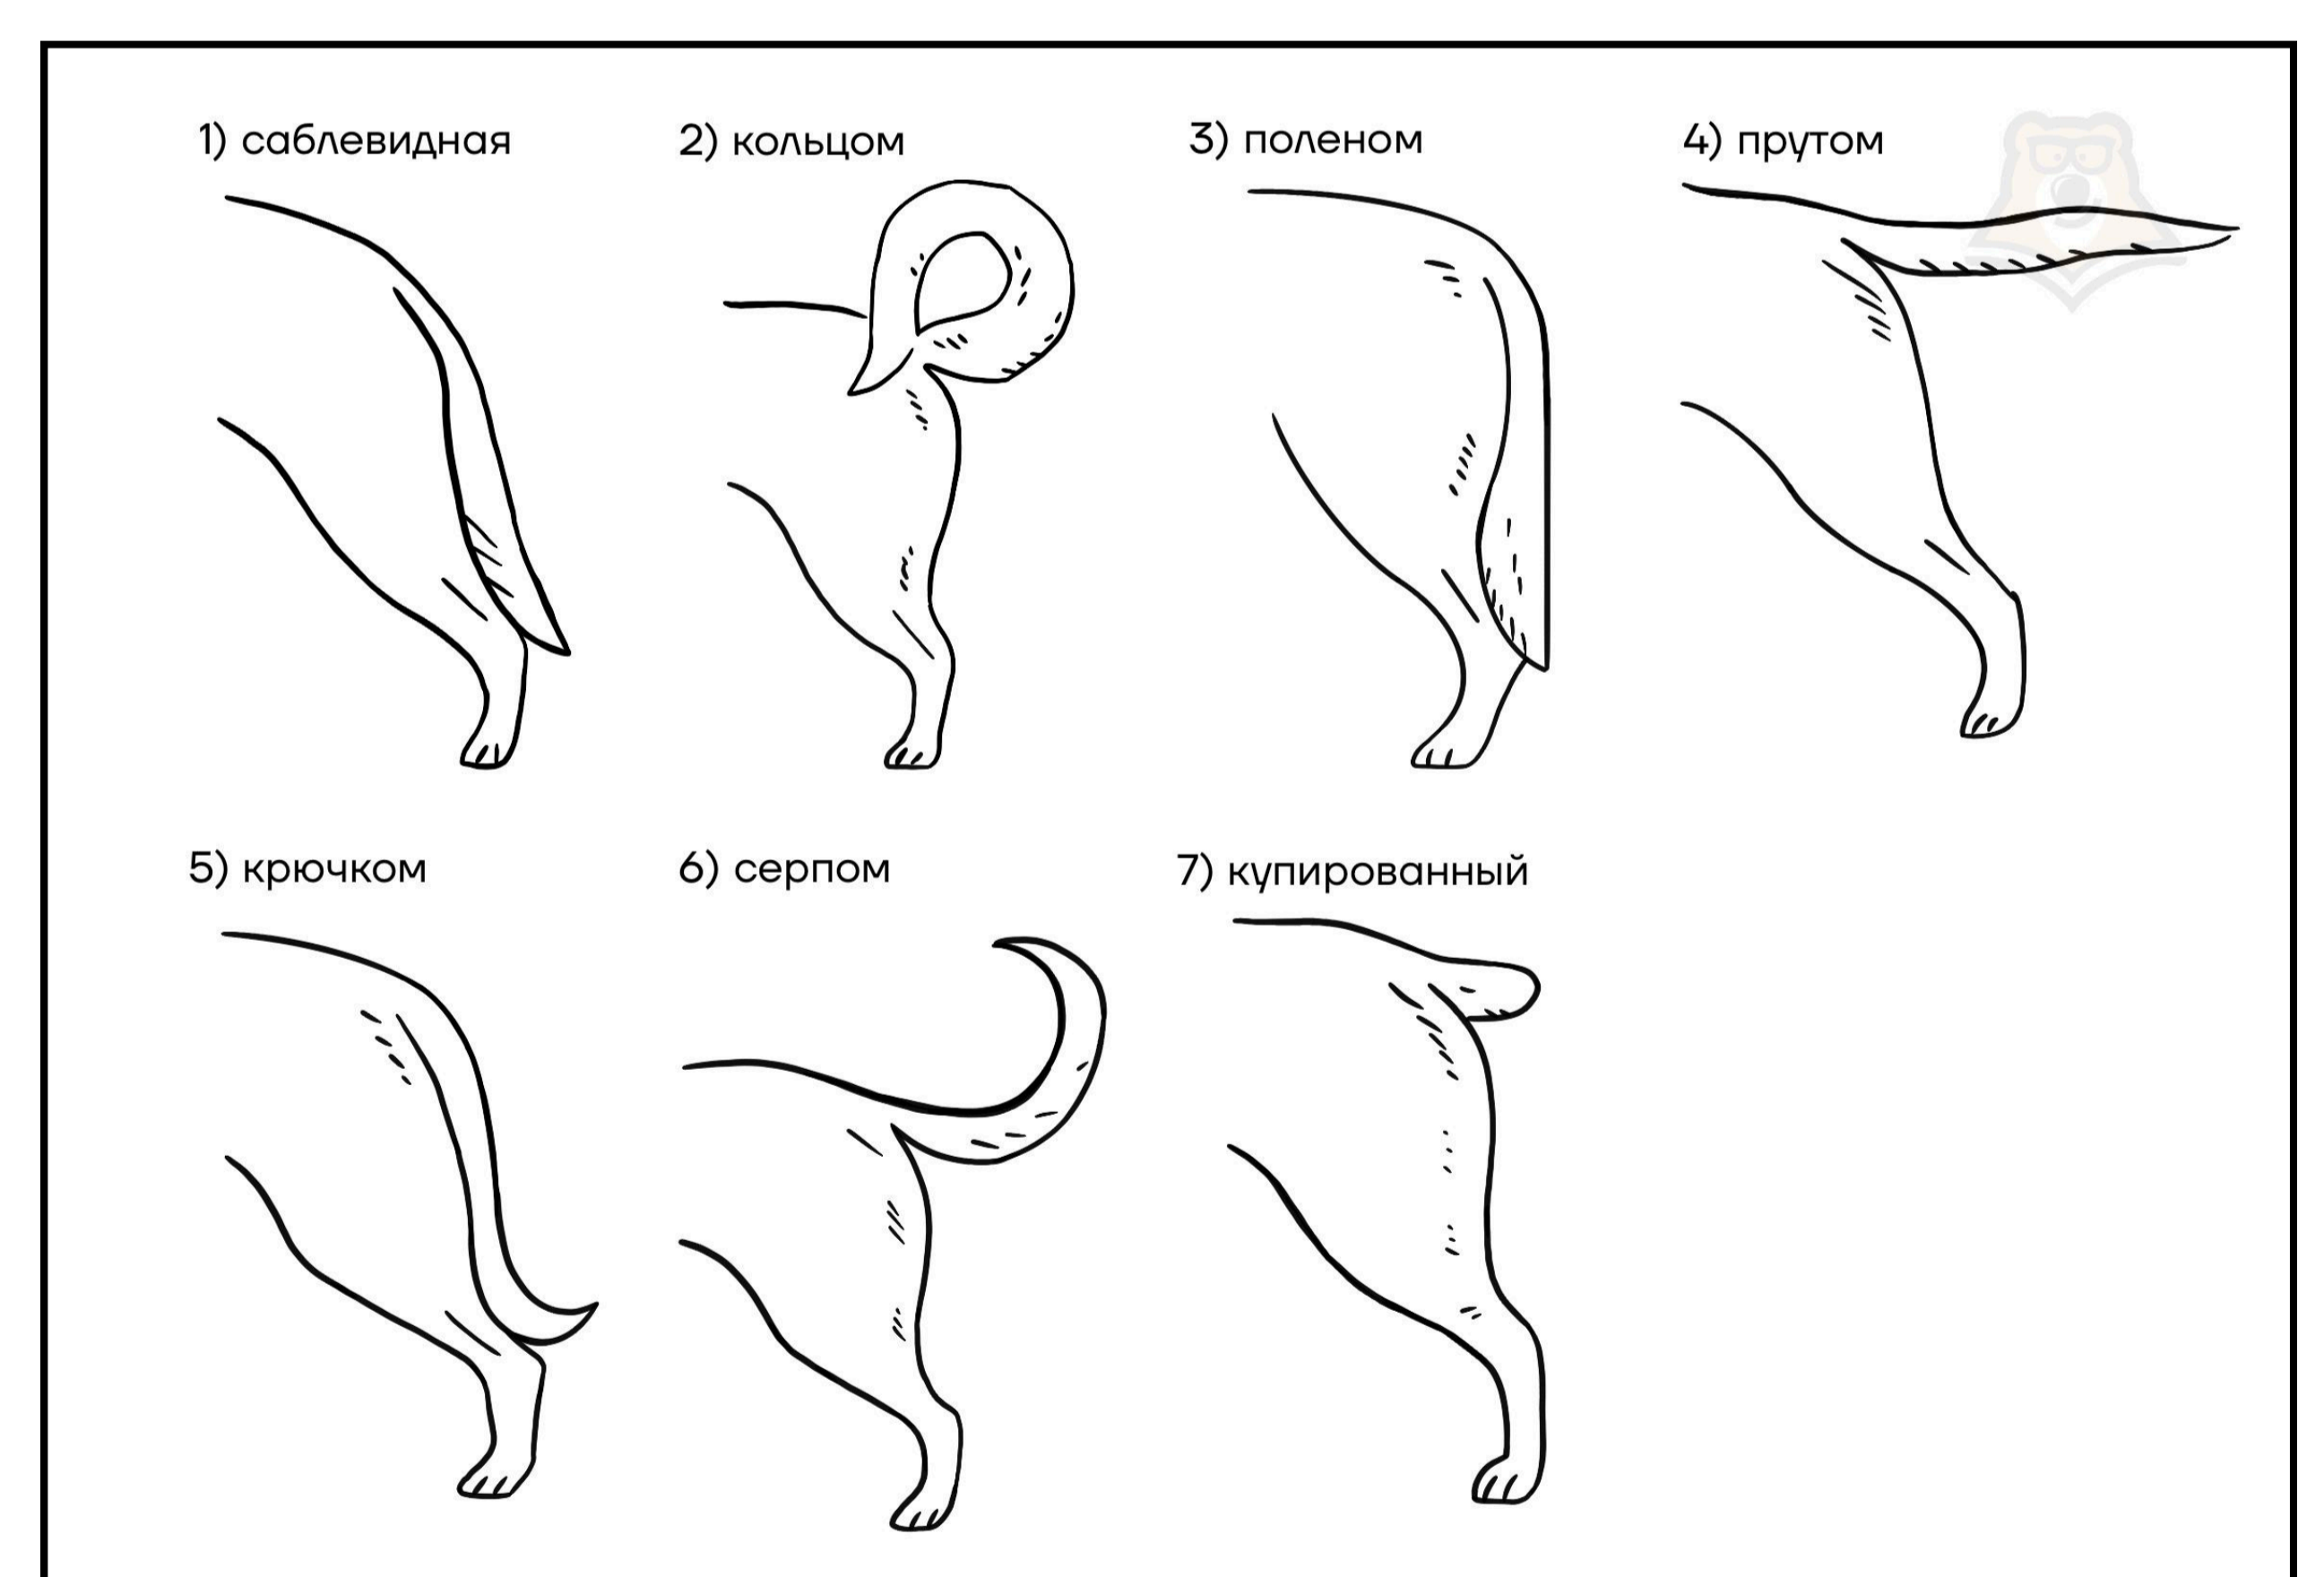 1) саблевидная
2) кольцом
3) поленом
4) прутом
5) крючком
6) серпом
7) купированный